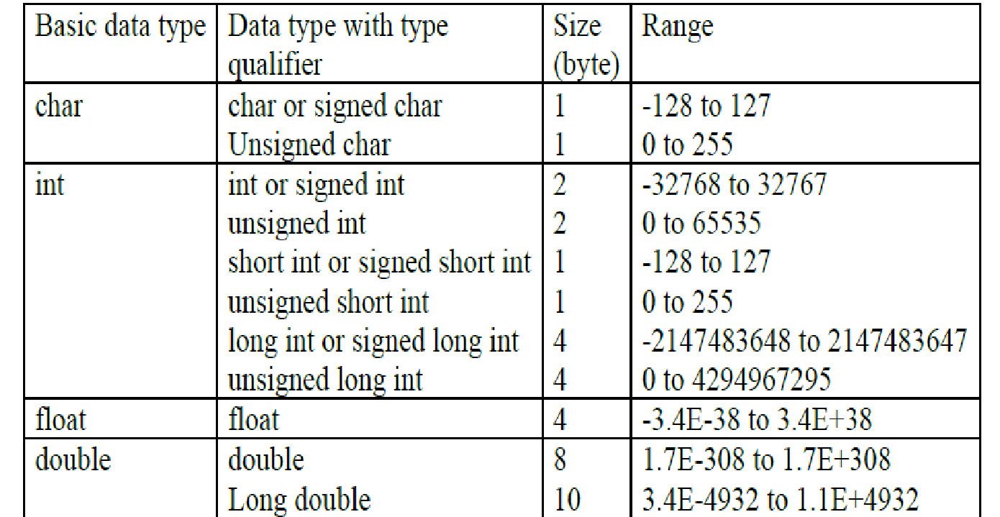 Basic data type Data type with type qualifier Size (byte) Range
char char or signed char 1 -128 to 127
Unsigned char 1 0 to 255
int int or signed int 2 -32768 to 32767
unsigned int 2 0 to 65535
short int or signed short int 1 -128 to 127
unsigned short int 1 0 to 255
long int or signed long int 4 -2147483648 to 2147483647
unsigned long int 4 0 to 4294967295
float float 4 -3.4E-38 to 3.4E+38
double double 8 1.7E-308 to 1.7E+308
Long double 10 3.4E-4932 to 1.1E+4932